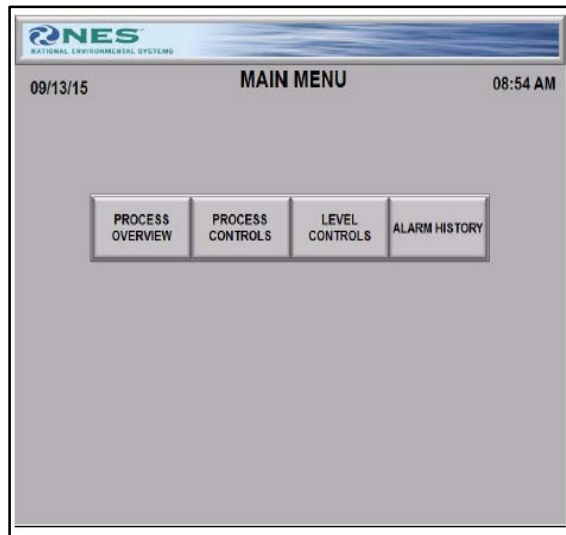 NES
NATIONAL ENVIRONMENTAL SYSTEMS
09/13/15
MAIN MENU
08:54 AM
PROCESS
OVERVIEW
PROCESS
CONTROLS
LEVEL
CONTROLS
ALARM HISTORY